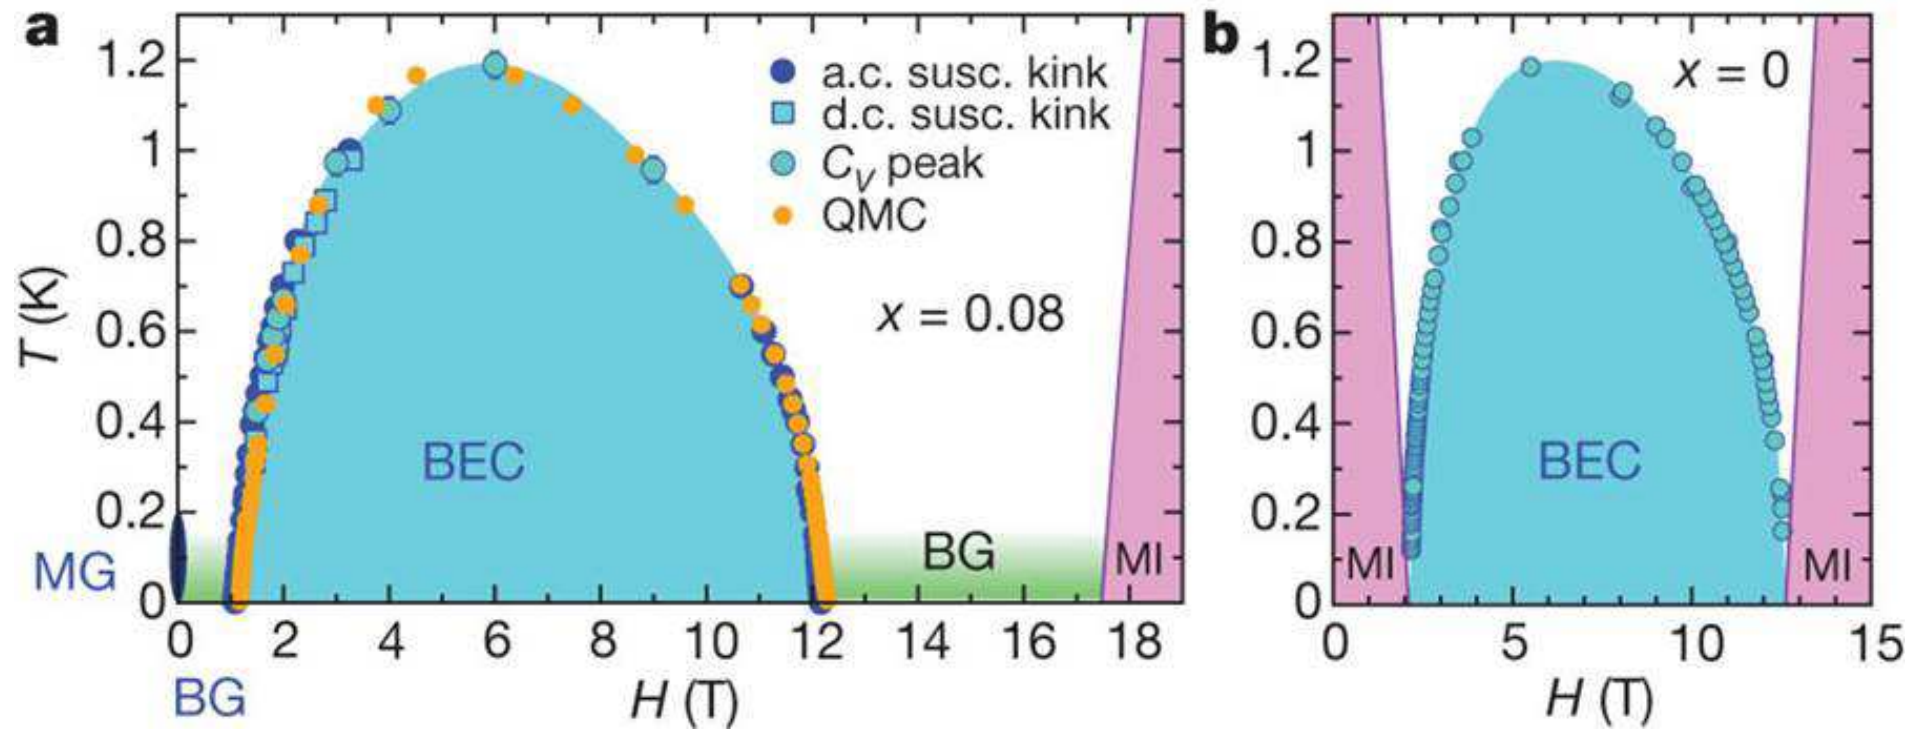 a
1.2
1
0.8
0.6
0.4
0.2
0
T (K)
a.c. susc. kink
d.c. susc. kink
C_V peak
QMC
x = 0.08
BEC
MG
BG
MI
0 2 4 6 8 10 12 14 16 18
BG
H (T)
b
1.2
1
0.8
0.6
0.4
0.2
0
x = 0
BEC
MI
MI
0 5 10 15
H (T)